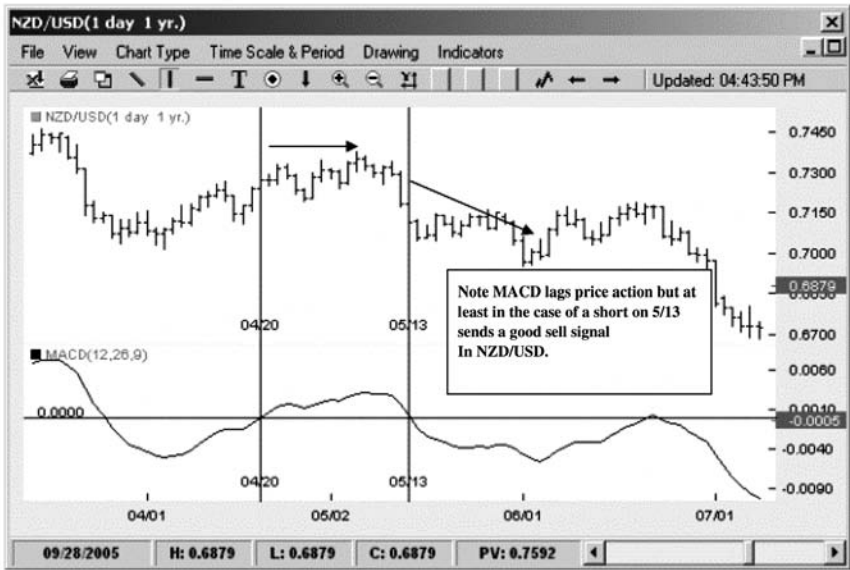 NZD/USD(1 day 1 yr.)
File View Chart Type Time Scale & Period Drawing Indicators
T Updated: 04:43:50 PM
NZD/USD(1 day 1 yr.)
0.7450
0.7300
0.7150
0.7000
0.6879
0.6700
Note MACD lags price action but at
least in the case of a short on 5/13
sends a good sell signal
In NZD/USD.
04/20 05/13
MACD(12,26,9)
0.0060
0.0000
0.0010
-0.0005
-0.0040
-0.0090
04/20 05/13
04/01 05/02 06/01 07/01
09/28/2005 H: 0.6879 L: 0.6879 C: 0.6879 PV: 0.7592